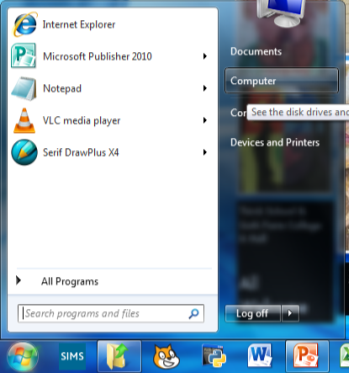 Internet Explorer
Microsoft Publisher 2010
Notepad
VLC media player
Serif DrawPlus X4
All Programs
Search programs and files
Documents
Computer
Co
See the disk drives and
Devices and Printers
Log off
SIMS